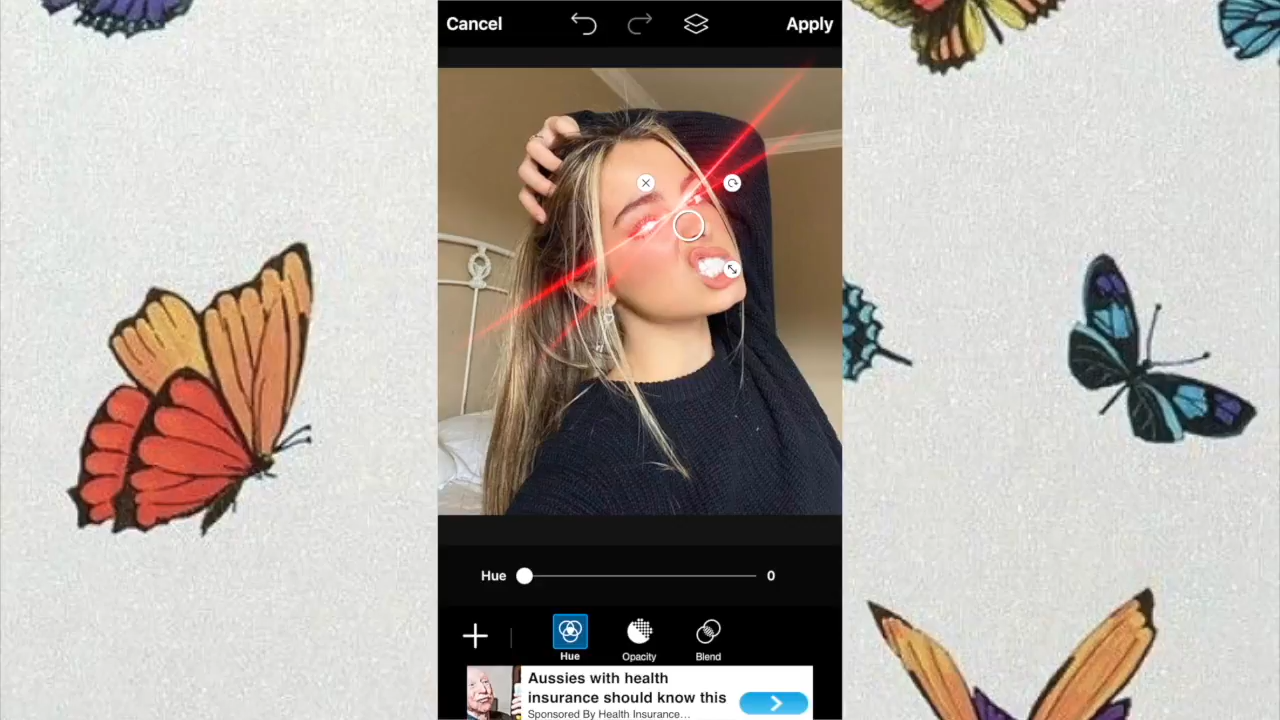 Cancel
Apply
Hue 0
Hue
Opacity
Blend
Aussies with health
insurance should know this
Sponsored By Health Insurance…